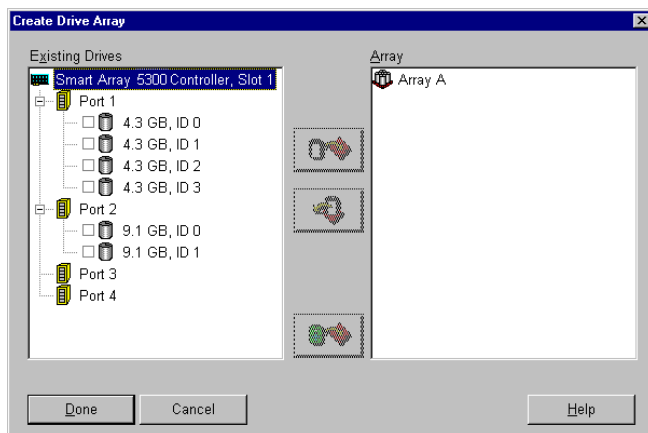 Create Drive Array
Existing Drives
Smart Array 5300 Controller, Slot 1
Port 1
4.3 GB, ID 0
4.3 GB, ID 1
4.3 GB, ID 2
4.3 GB, ID 3
Port 2
9.1 GB, ID 0
9.1 GB, ID 1
Port 3
Port 4
Array
Array A
Done
Cancel
Help